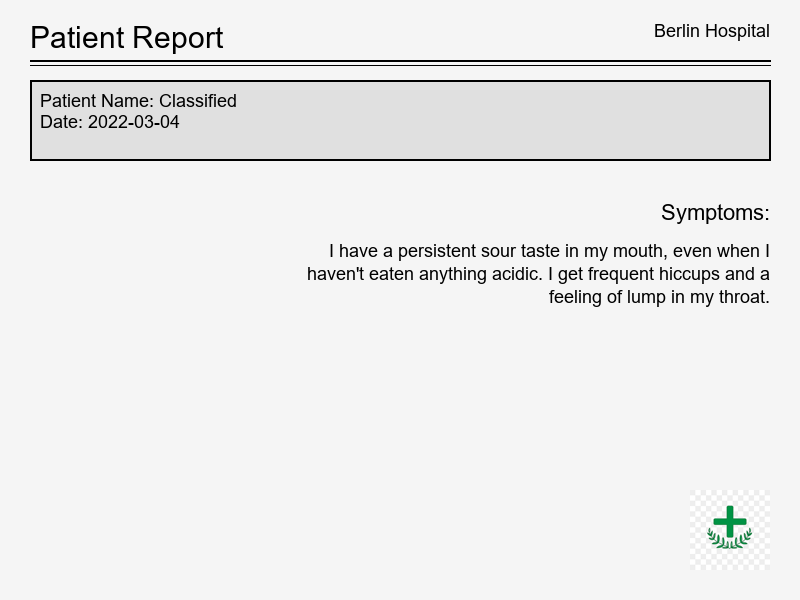 Patient Report
Berlin Hospital
Patient Name: Classified
Date: 2022-03-04
Symptoms:
I have a persistent sour taste in my mouth, even when I
haven't eaten anything acidic. I get frequent hiccups and a
feeling of lump in my throat.